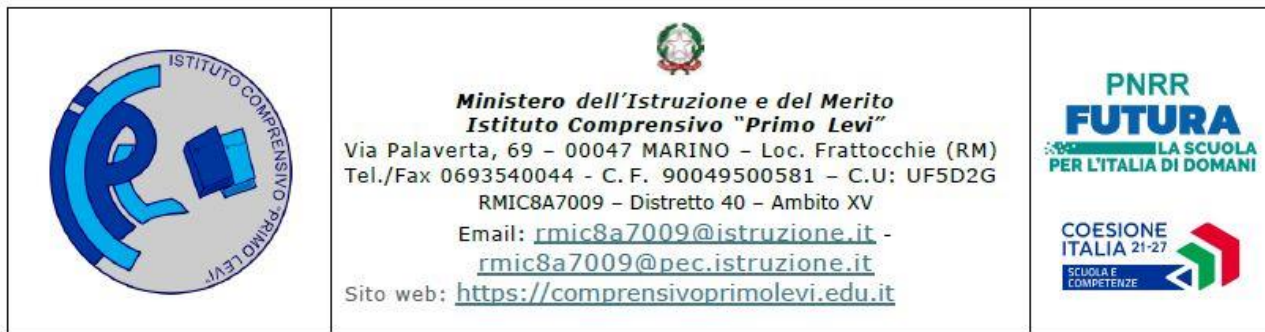 ISTITUTO COMPRENSIVO "PRIMO LEVI"
Ministero dell'Istruzione e del Merito
Istituto Comprensivo "Primo Levi"
Via Palaverta, 69 – 00047 MARINO – Loc. Frattocchie (RM)
Tel./Fax 0693540044 - C. F. 90049500581 – C.U: UF5D2G
RMIC8A7009 – Distretto 40 – Ambito XV
Email: rmic8a7009@istruzione.it -
rmic8a7009@pec.istruzione.it
Sito web: https://comprensivoprimolevi.edu.it
PNRR
FUTURA
LA SCUOLA
PER L'ITALIA DI DOMANI
COESIONE
ITALIA 21-27
SCUOLA E
COMPETENZE